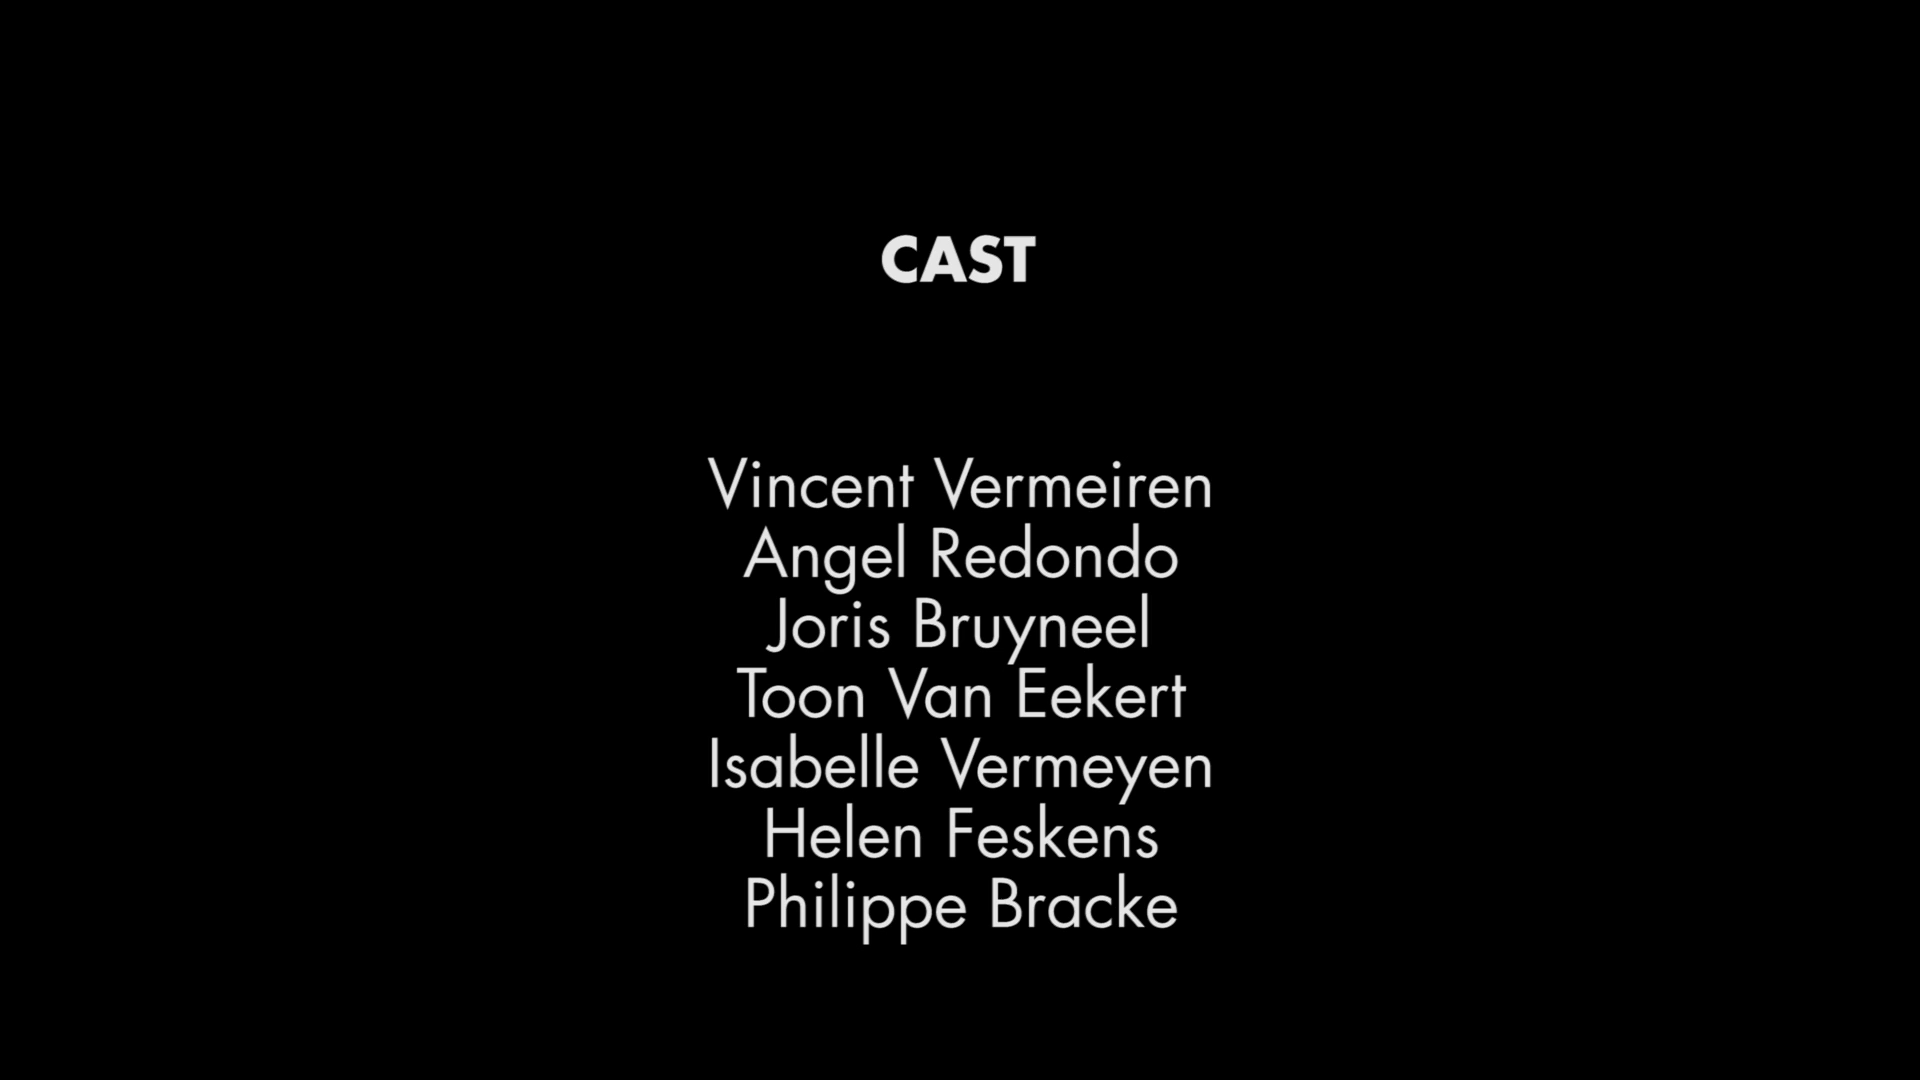 CAST
Vincent Vermeiren
Angel Redondo
Joris Bruyneel
Toon Van Eekert
Isabelle Vermeyen
Helen Feskens
Philippe Bracke